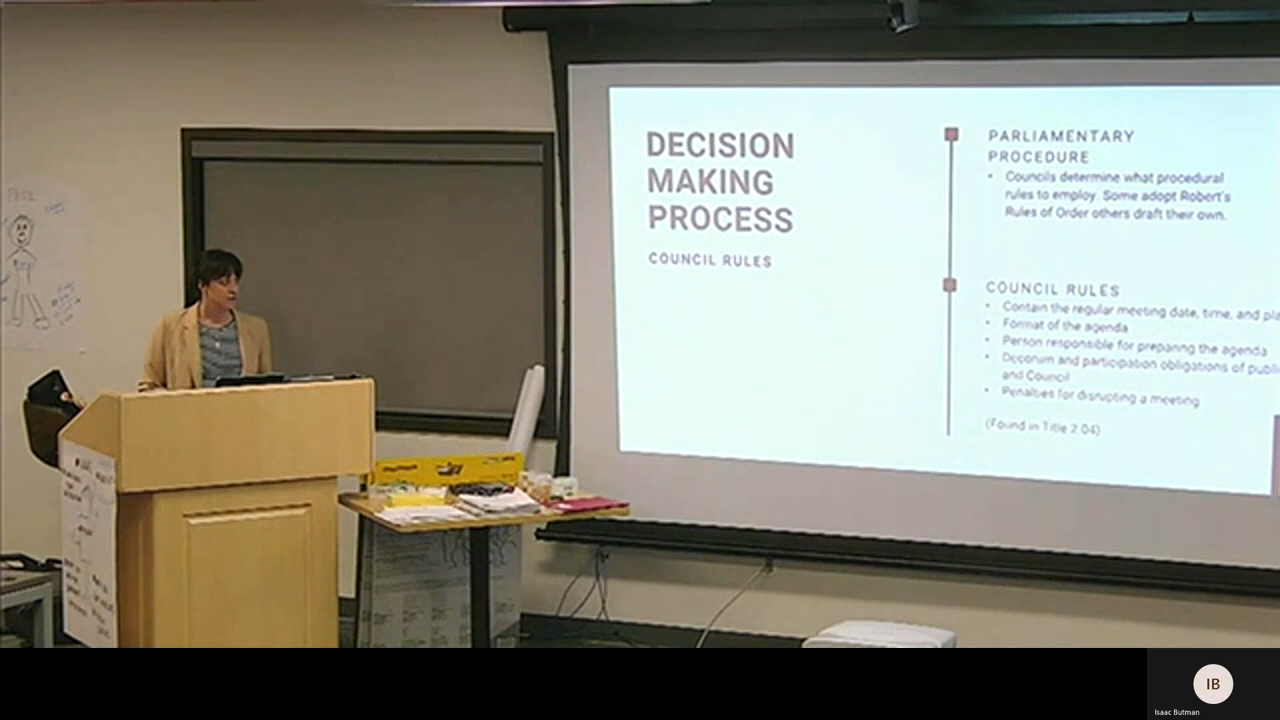 DECISION
MAKING
PROCESS
COUNCIL RULES
PARLIAMENTARY
PROCEDURE
• Councils determine what procedural
rules to employ. Some adopt Robert's
Rules of Order others draft their own.
COUNCIL RULES
• Contain the regular meeting date, time, and
• Format of the agenda
• Person responsible for preparing the agenda
• Decorum and participation obligations of
and Council
• Penalties for disrupting a meeting
(Found in Title 2.04)
FREE
IB
Isaac Butman